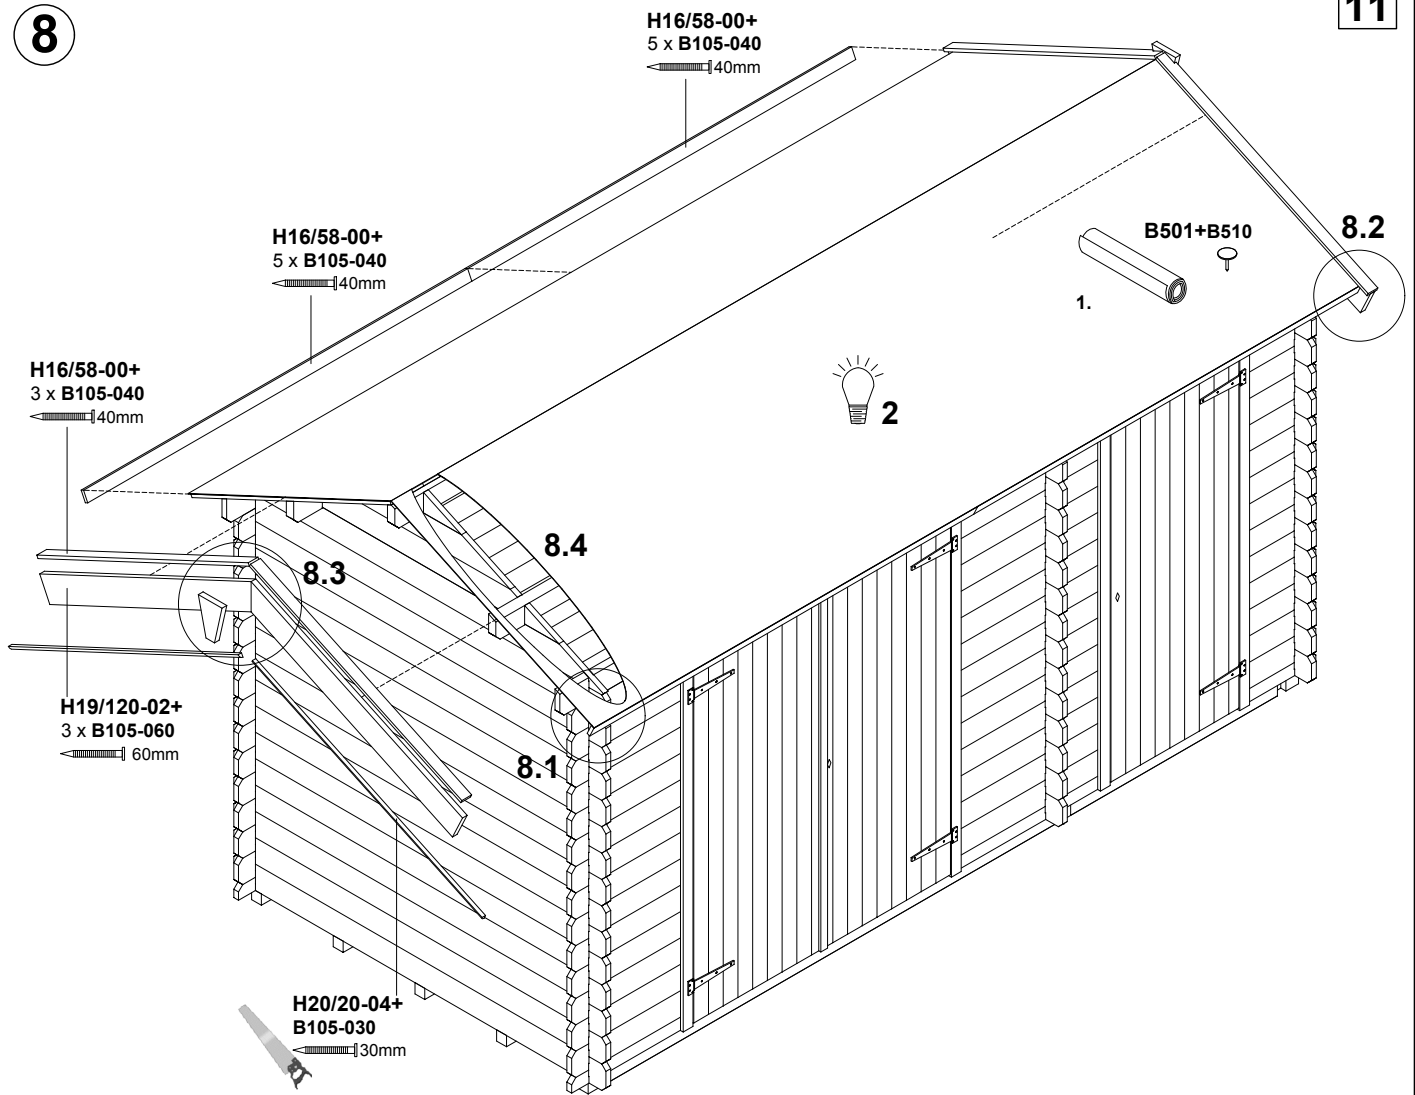 8
11
H16/58-00+
5 x B105-040
40mm
H16/58-00+
5 x B105-040
40mm
B501+B510
8.2
1.
H16/58-00+
3 x B105-040
40mm
2
8.4
8.3
H19/120-02+
3 x B105-060
60mm
8.1
H20/20-04+
B105-030
30mm